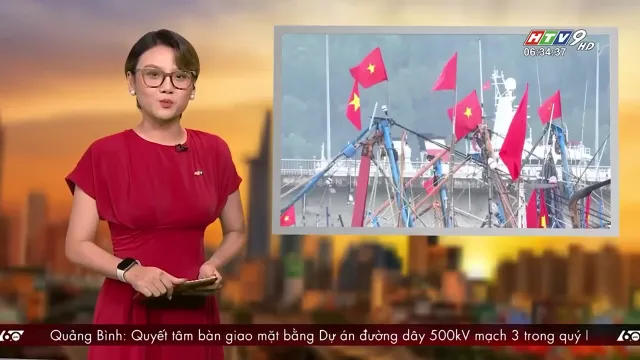 HTV9 HD
06:34:37
Quảng Bình: Quyết tâm bàn giao mặt bằng Dự án đường dây 500kV mạch 3 trong quý I